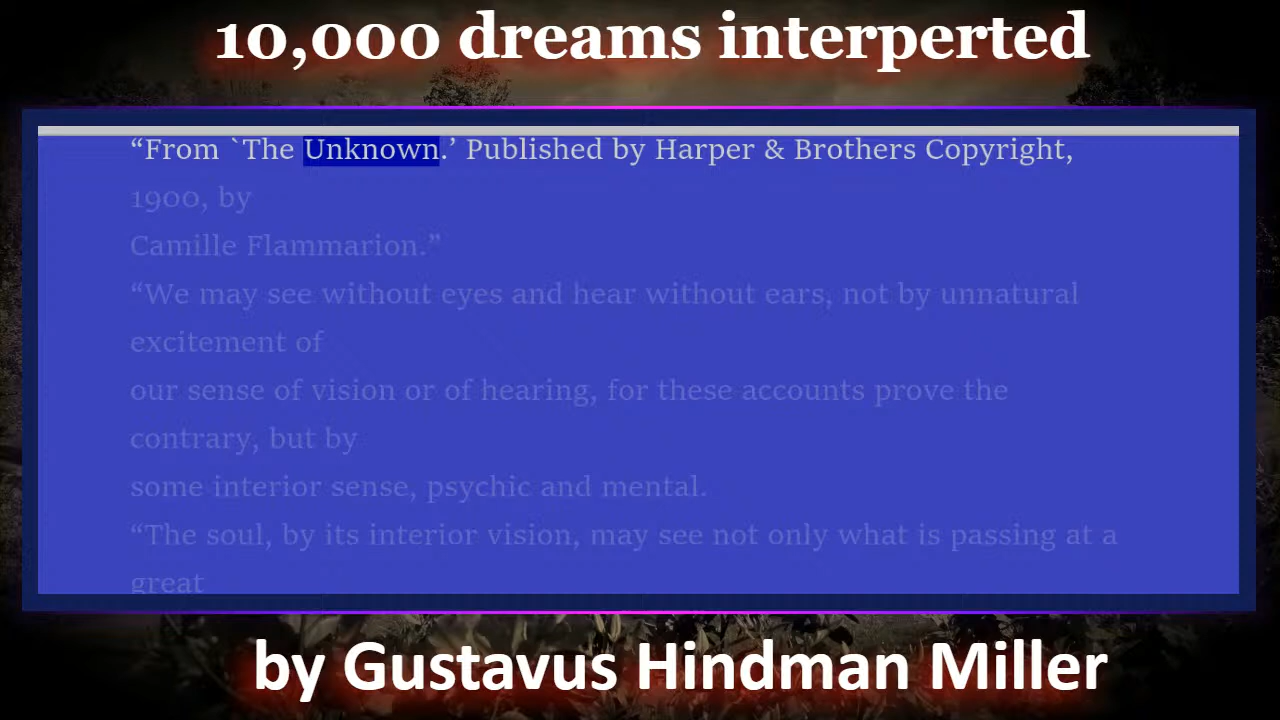 10,000 dreams interperted
“From `The Unknown.’ Published by Harper & Brothers Copyright,
1900, by
Camille Flammarion.”
“We may see without eyes and hear without ears, not by unnatural
excitement of
our sense of vision or of hearing, for these accounts prove the
contrary, but by
some interior sense, psychic and mental.
“The soul, by its interior vision, may see not only what is passing at a
great
by Gustavus Hindman Miller